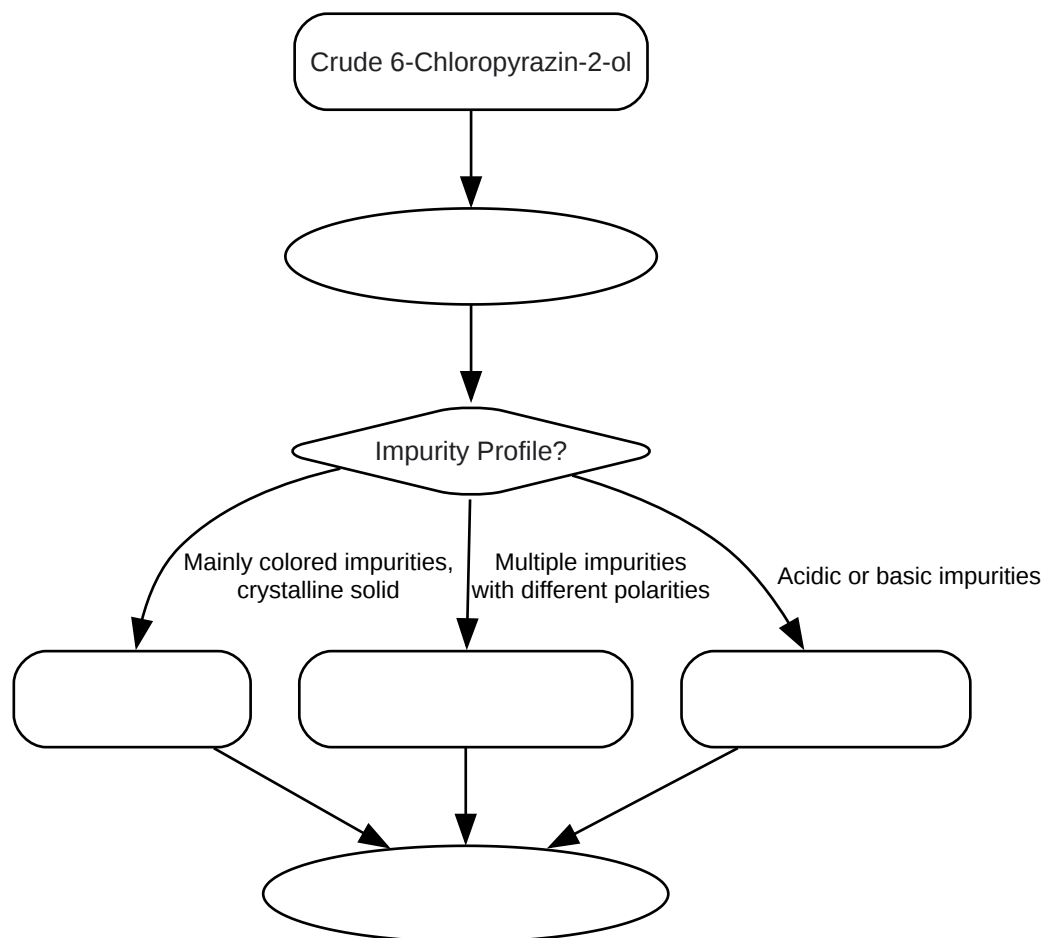 Crude 6-Chloropyrazin-2-ol
Impurity Profile?
Mainly colored impurities,
crystalline solid
Multiple impurities
with different polarities
Acidic or basic impurities